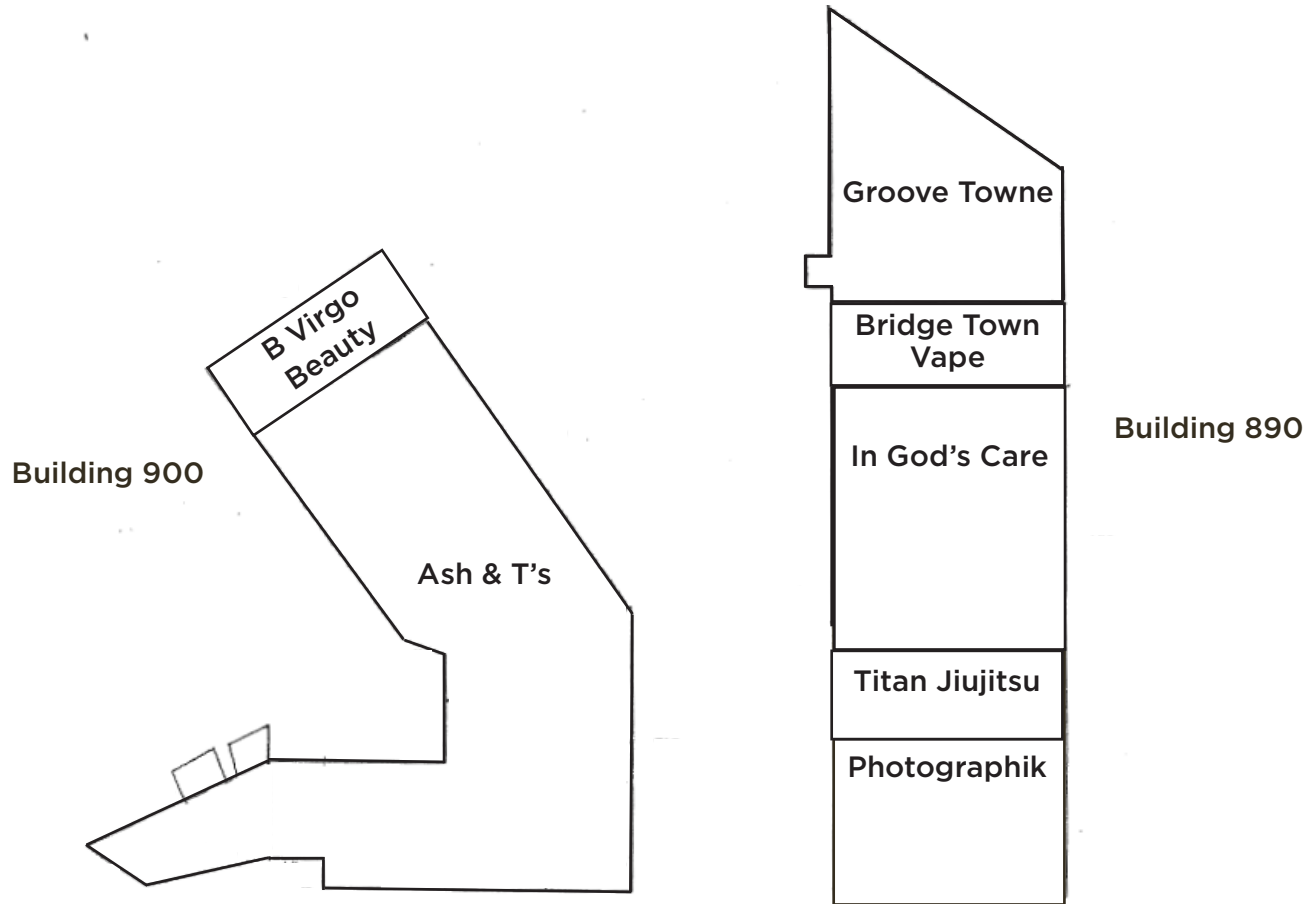 B Virgo
Beauty
Building 900
Ash & T's
Groove Towne
Bridge Town
Vape
In God's Care
Building 890
Titan Jiujitsu
Photographik